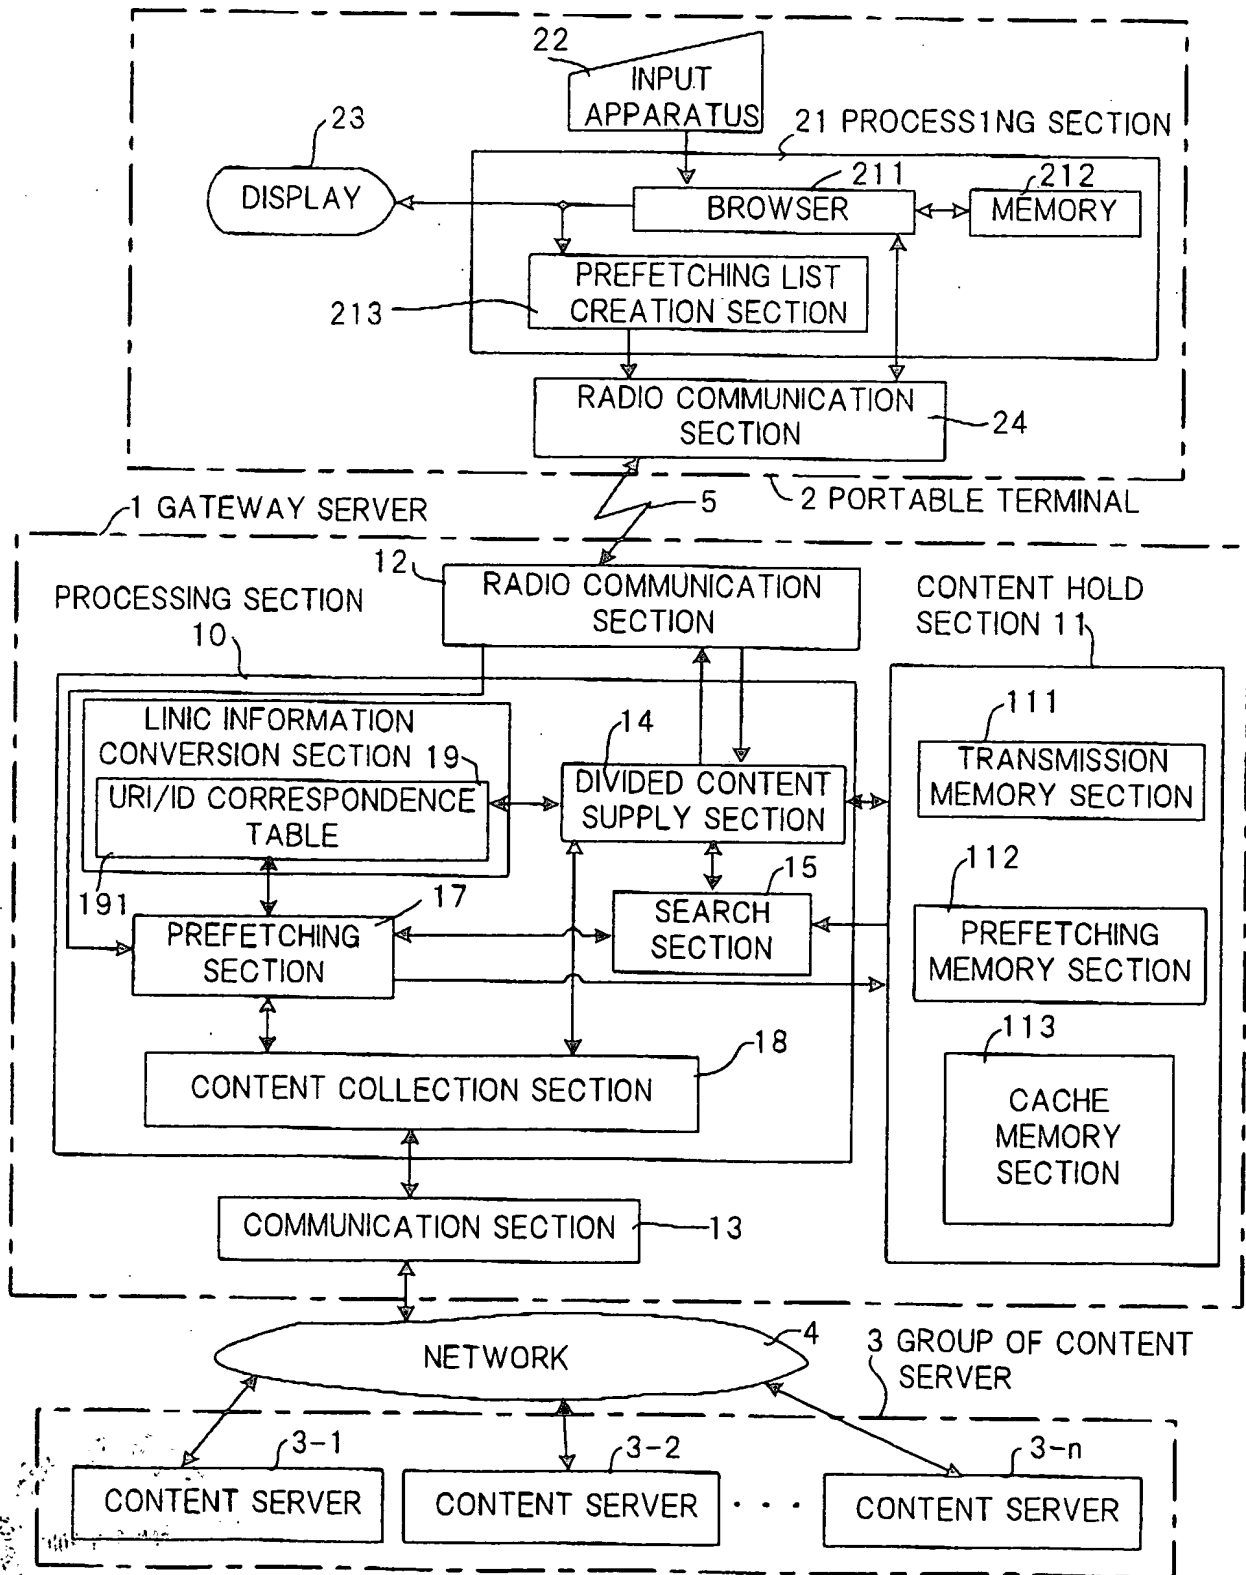 22
INPUT
APPARATUS
23
21 PROCESS1NG SECTION
DISPLAY
211
BROWSER
212
MEMORY
PREFETCHING LIST
CREATION SECTION
213
RADIO COMMUNICATION
SECTION
24
2 PORTABLE TERMINAL
1 GATEWAY SERVER
5
12
RADIO COMMUNICATION
SECTION
PROCESSING SECTION
10
CONTENT HOLD
SECTION 11
LINIC INFORMATION
CONVERSION SECTION 19
URI/ID CORRESPONDENCE
TABLE
191
14
DIVIDED CONTENT
SUPPLY SECTION
111
TRANSMISSION
MEMORY SECTION
15
SEARCH
SECTION
17
PREFETCHING
SECTION
112
PREFETCHING
MEMORY SECTION
18
CONTENT COLLECTION SECTION
113
CACHE
MEMORY
SECTION
COMMUNICATION SECTION
13
NETWORK
4
3 GROUP OF CONTENT
SERVER
3-1
CONTENT SERVER
3-2
CONTENT SERVER
. . . .
3-n
CONTENT SERVER